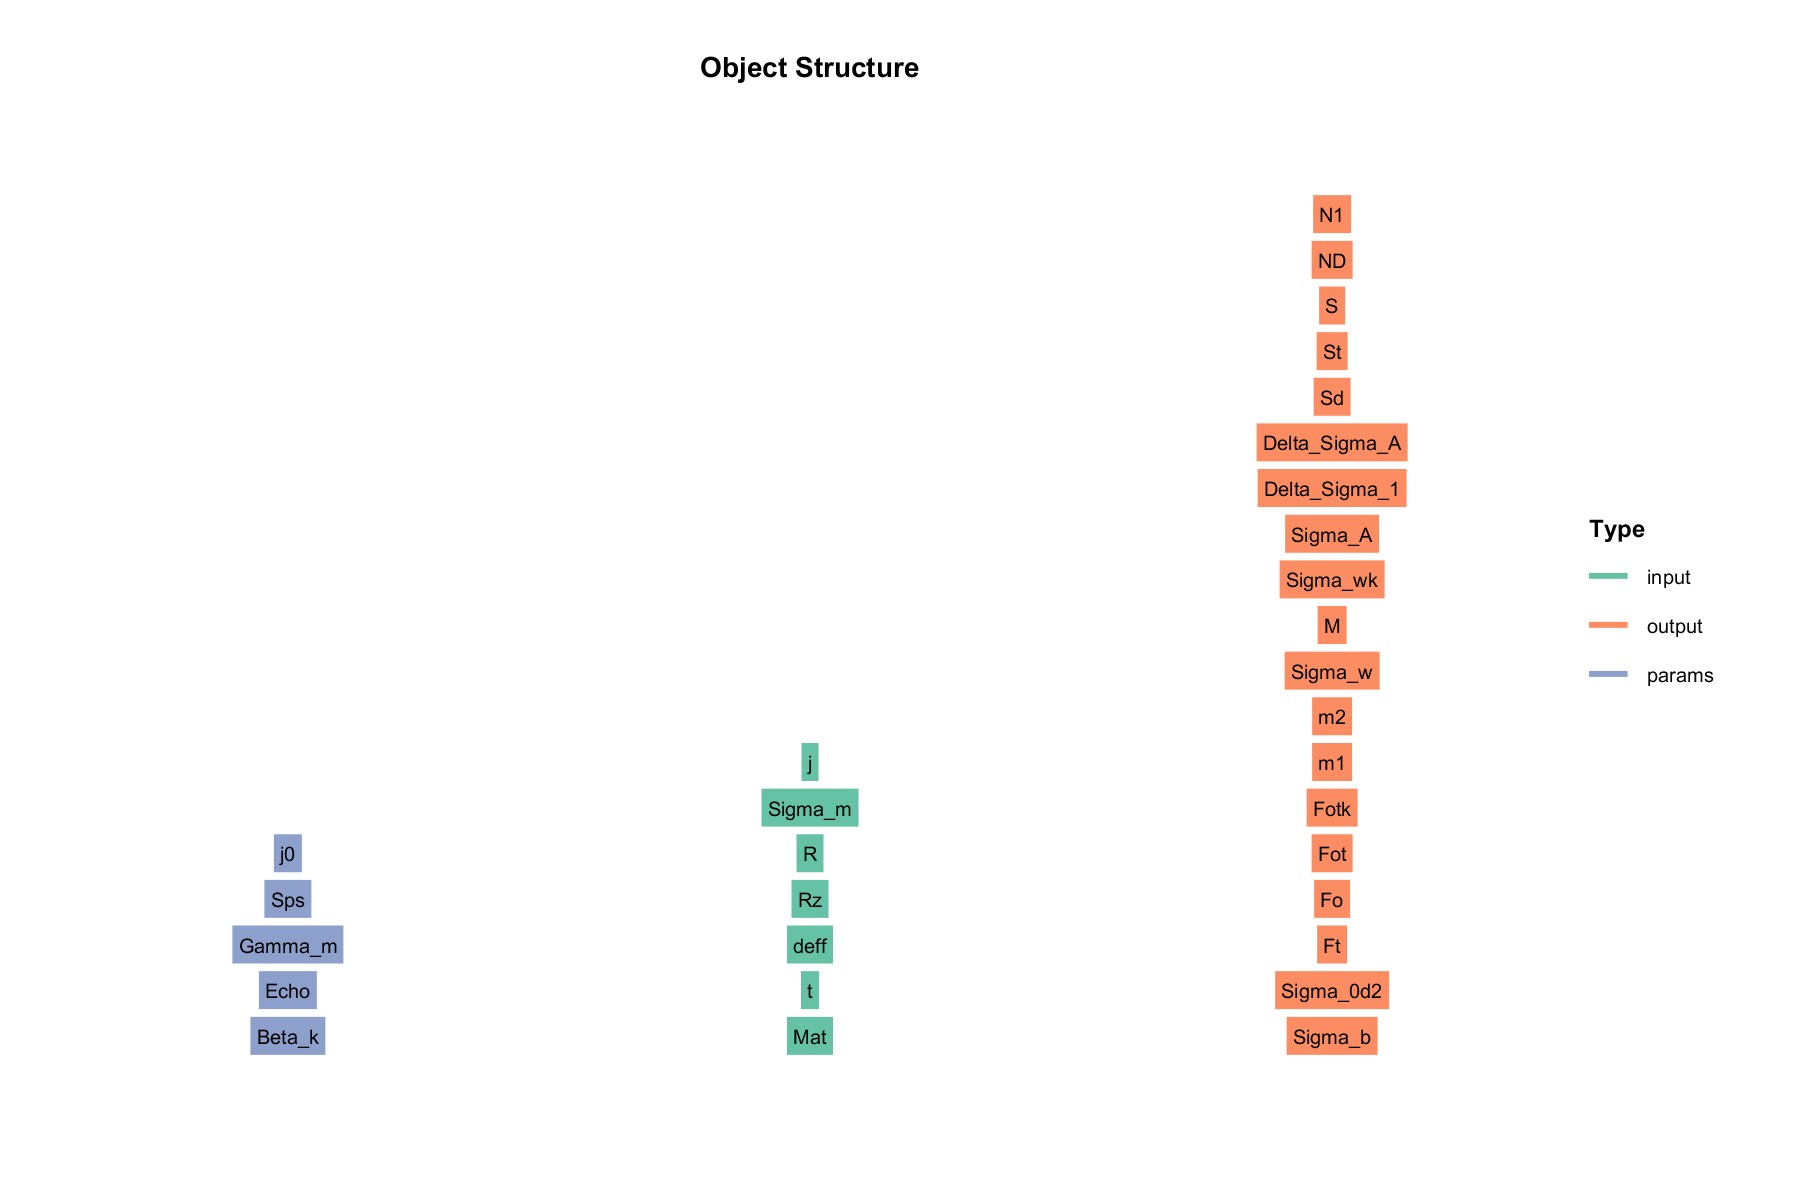 Object Structure
j0
Sps
Gamma_m
Echo
Beta_k
j
Sigma_m
R
Rz
deff
t
Mat
N1
ND
S
St
Sd
Delta_Sigma_A
Delta_Sigma_1
Sigma_A
Sigma_wk
M
Sigma_w
m2
m1
Fotk
Fot
Fo
Ft
Sigma_0d2
Sigma_b
Type
input
output
params